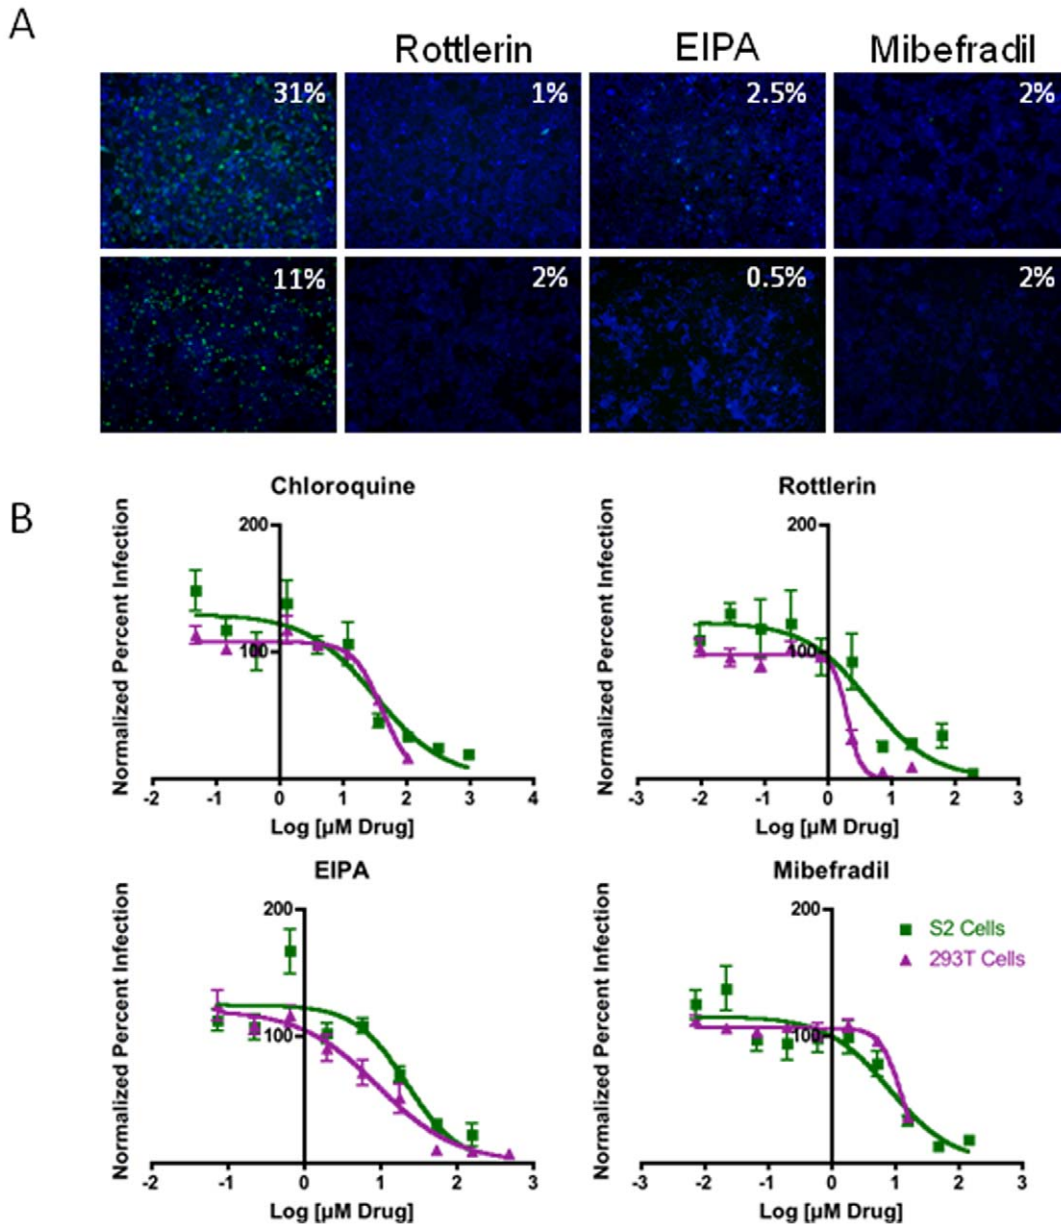 A
Rottlerin EIPA Mibefradil
31% 1% 2.5% 2%
11% 2% 0.5% 2%
B
Chloroquine
Normalized Percent Infection
200
100
-2 -1 0 1 2 3 4
Log [µM Drug]
Rottlerin
Normalized Percent Infection
200
100
-3 -2 -1 0 1 2 3
Log [µM Drug]
EIPA
Normalized Percent Infection
200
100
-2 -1 0 1 2 3
Log [µM Drug]
Mibefradil
Normalized Percent Infection
200
100
S2 Cells
293T Cells
-3 -2 -1 0 1 2 3
Log [µM Drug]